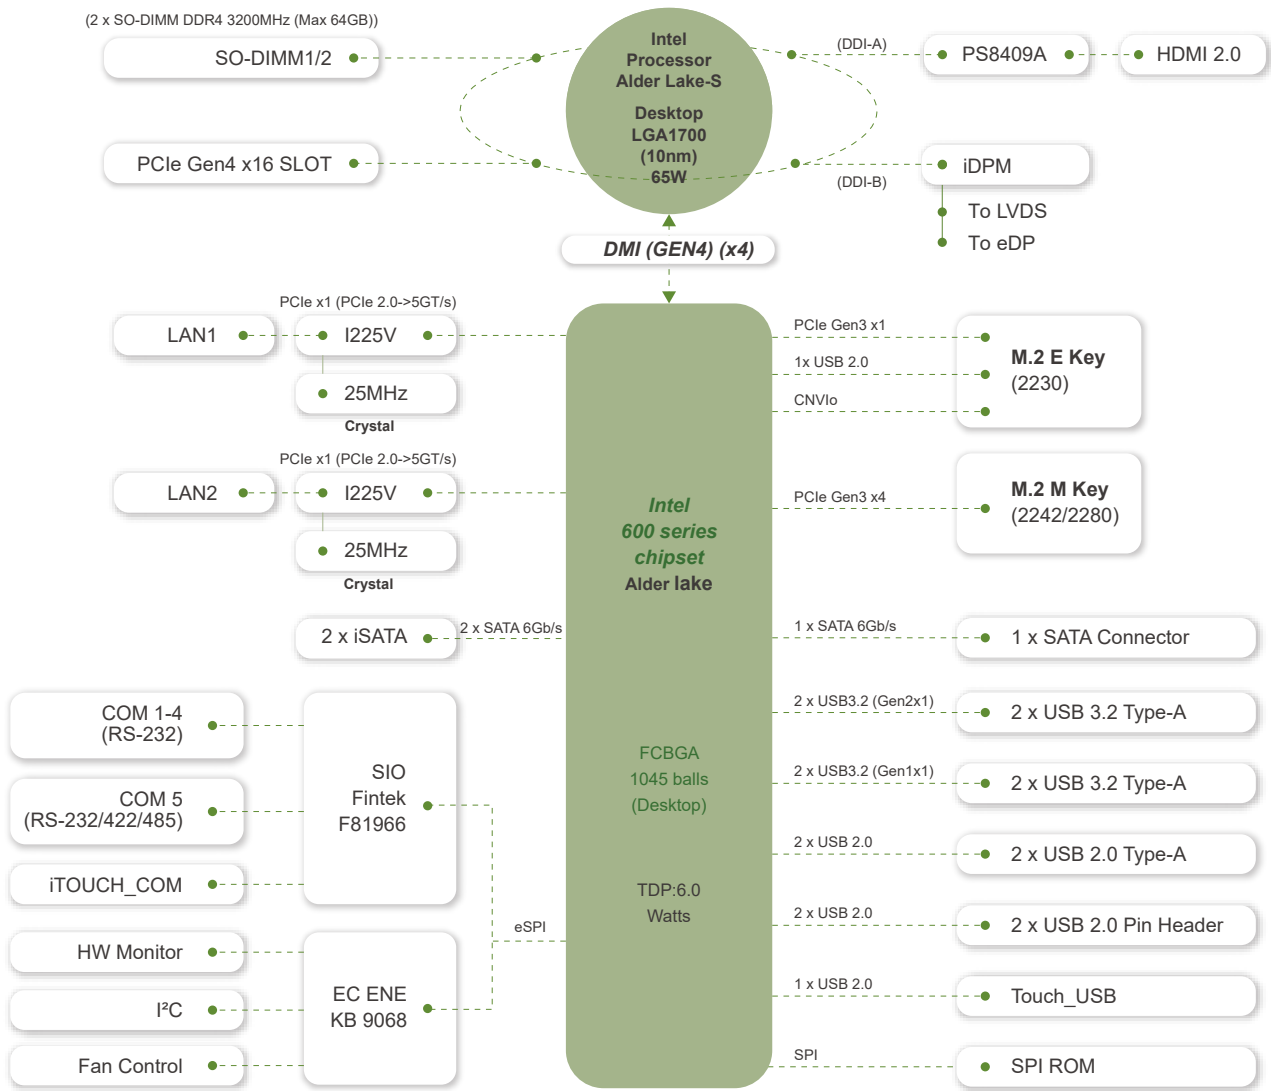 (2 x SO-DIMM DDR4 3200MHz (Max 64GB))
SO-DIMM1/2
PCIe Gen4 x16 SLOT
Intel
Processor
Alder Lake-S
Desktop
LGA1700
(10nm)
65W
(DDI-A)
PS8409A
HDMI 2.0
(DDI-B)
iDPM
To LVDS
To eDP
DMI (GEN4) (x4)
PCIe x1 (PCIe 2.0->5GT/s)
LAN1
I225V
25MHz
Crystal
PCIe x1 (PCIe 2.0->5GT/s)
LAN2
I225V
25MHz
Crystal
2 x iSATA
2 x SATA 6Gb/s
COM 1-4
(RS-232)
COM 5
(RS-232/422/485)
iTOUCH_COM
SIO
Fintek
F81966
HW Monitor
I²C
Fan Control
EC ENE
KB 9068
eSPI
Intel
600 series
chipset
Alder lake
FCBGA
1045 balls
(Desktop)
TDP:6.0
Watts
PCIe Gen3 x1
1x USB 2.0
CNVIo
M.2 E Key
(2230)
PCIe Gen3 x4
M.2 M Key
(2242/2280)
1 x SATA 6Gb/s
1 x SATA Connector
2 x USB3.2 (Gen2x1)
2 x USB 3.2 Type-A
2 x USB3.2 (Gen1x1)
2 x USB 3.2 Type-A
2 x USB 2.0
2 x USB 2.0 Type-A
2 x USB 2.0
2 x USB 2.0 Pin Header
1 x USB 2.0
Touch_USB
SPI
SPI ROM